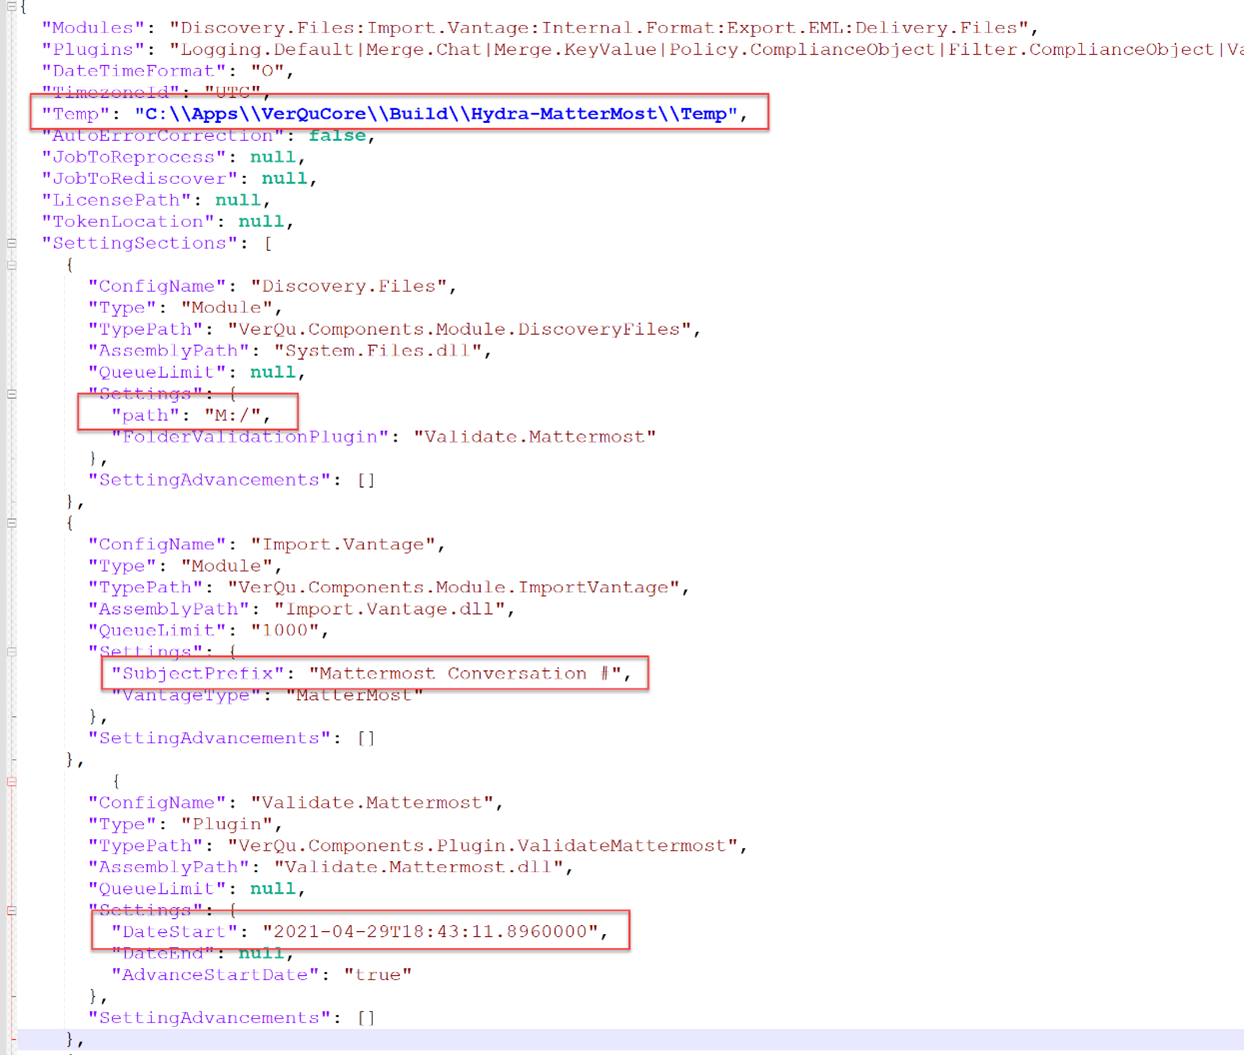 {
"Modules": "Discovery.Files:Import.Vantage:Internal.Format:Export.EML:Delivery.Files",
"Plugins": "Logging.Default|Merge.Chat|Merge.KeyValue|Policy.ComplianceObject|Filter.ComplianceObject|Va
"DateTimeFormat": "O",
"TimezoneId": "UTC",
"Temp": "C:\\Apps\\VerQuCore\\Build\\Hydra-MatterMost\\Temp",
"AutoErrorCorrection": false,
"JobToReprocess": null,
"JobToRediscover": null,
"LicensePath": null,
"TokenLocation": null,
"SettingSections": [
{
"ConfigName": "Discovery.Files",
"Type": "Module",
"TypePath": "VerQu.Components.Module.DiscoveryFiles",
"AssemblyPath": "System.Files.dll",
"QueueLimit": null,
"Settings": {
"path": "M:/",
"FolderValidationPlugin": "Validate.Mattermost"
},
"SettingAdvancements": []
},
{
"ConfigName": "Import.Vantage",
"Type": "Module",
"TypePath": "VerQu.Components.Module.ImportVantage",
"AssemblyPath": "Import.Vantage.dll",
"QueueLimit": "1000",
"Settings": {
"SubjectPrefix": "Mattermost Conversation #",
"VantageType": "MatterMost"
},
"SettingAdvancements": []
},
{
"ConfigName": "Validate.Mattermost",
"Type": "Plugin",
"TypePath": "VerQu.Components.Plugin.ValidateMattermost",
"AssemblyPath": "Validate.Mattermost.dll",
"QueueLimit": null,
"Settings": {
"DateStart": "2021-04-29T18:43:11.8960000",
"DateEnd": null,
"AdvanceStartDate": "true"
},
"SettingAdvancements": []
},